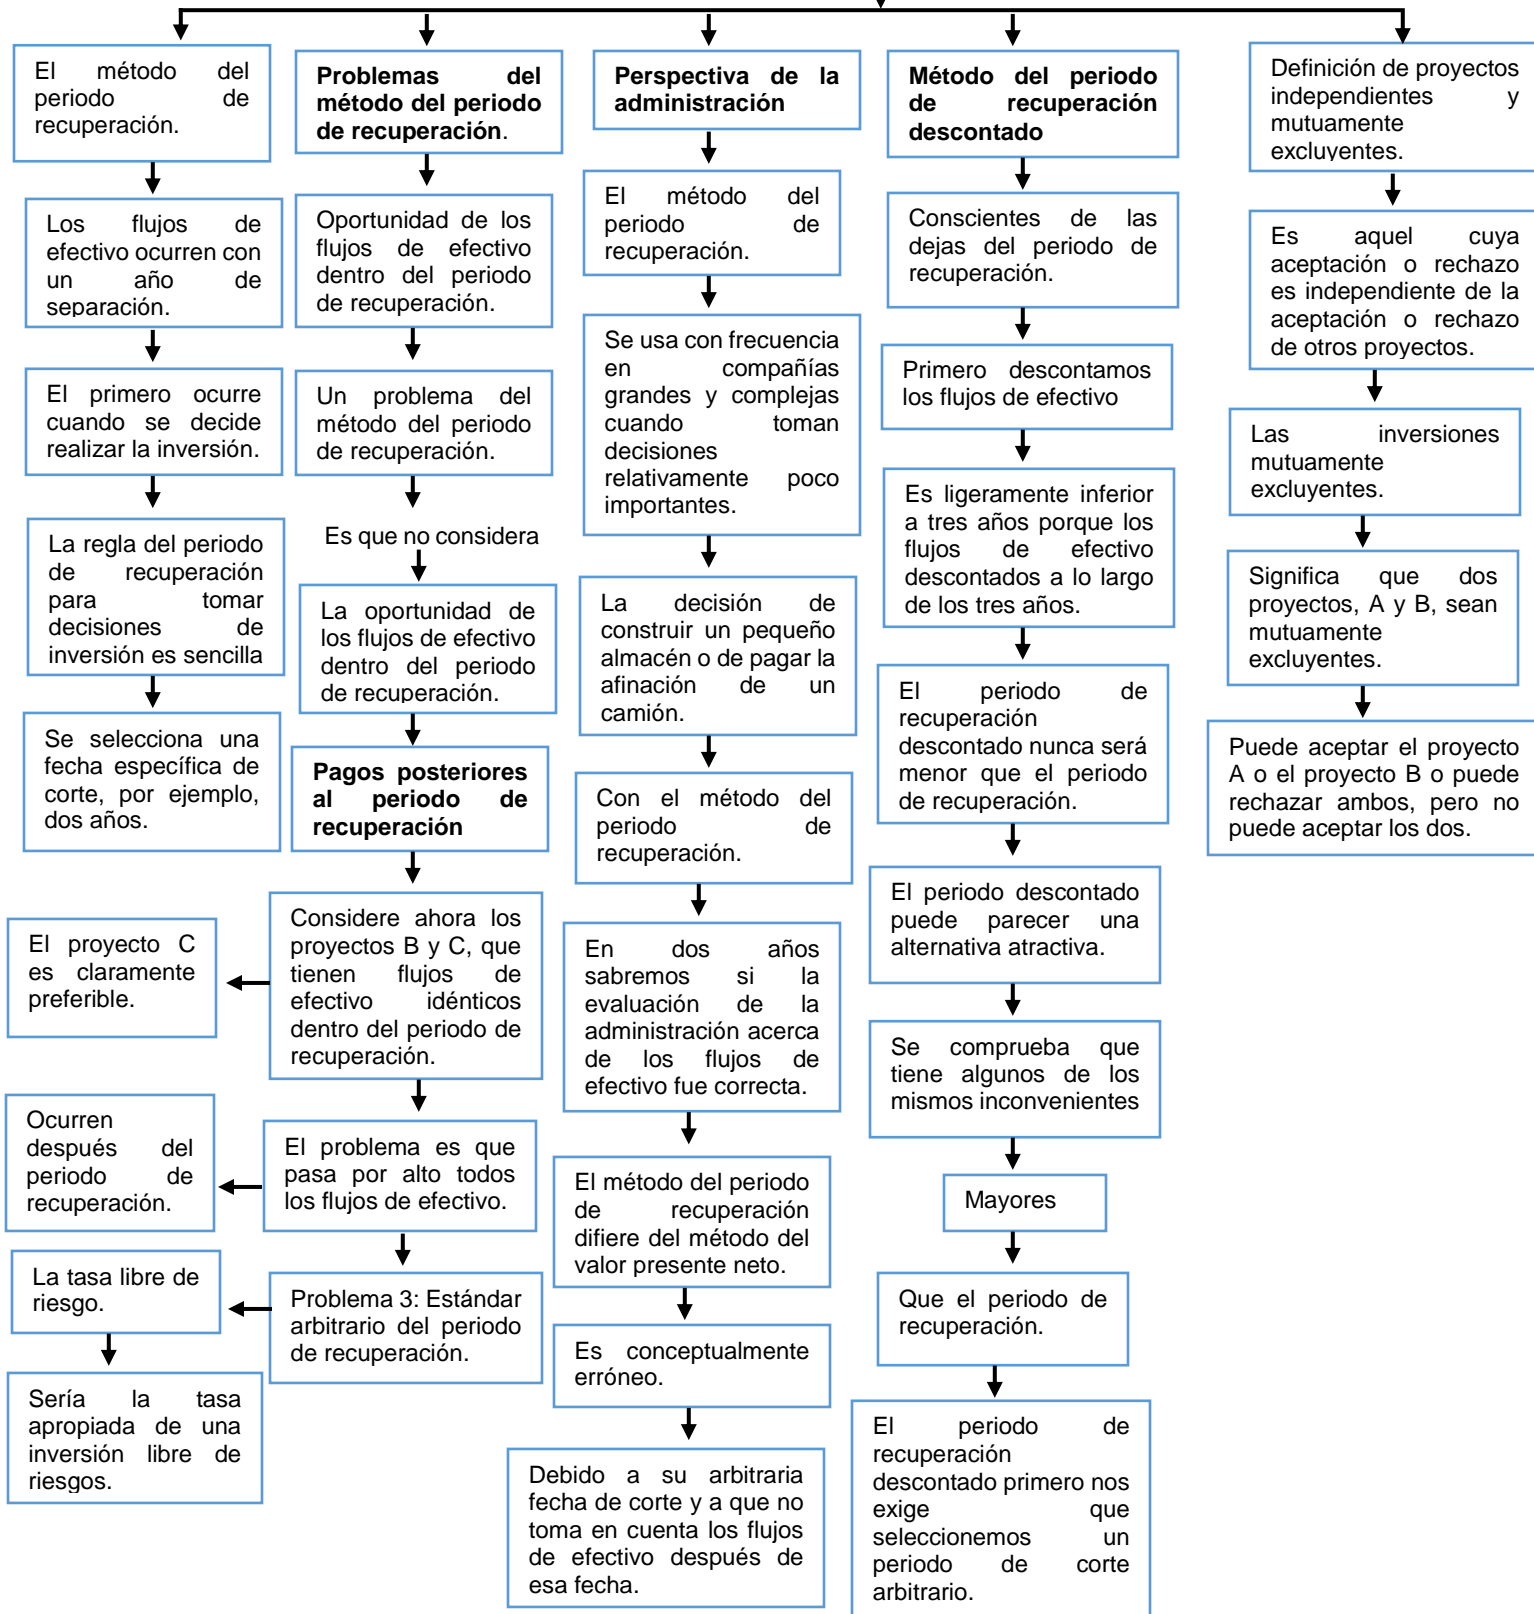 El método del
periodo de
recuperación.
Los flujos de
efectivo ocurren con
un año de
separación.
El primero ocurre
cuando se decide
realizar la inversión.
La regla del periodo
de recuperación
para tomar
decisiones de
inversión es sencilla
Se selecciona una
fecha específica de
corte, por ejemplo,
dos años.
Problemas del
método del periodo
de recuperación.
Oportunidad de los
flujos de efectivo
dentro del periodo
de recuperación.
Un problema del
método del periodo
de recuperación.
Es que no considera
La oportunidad de
los flujos de efectivo
dentro del periodo
de recuperación.
Pagos posteriores
al periodo de
recuperación
Considere ahora los
proyectos B y C, que
tienen flujos de
efectivo idénticos
dentro del periodo de
recuperación.
El proyecto C
es claramente
preferible.
El problema es que
pasa por alto todos
los flujos de efectivo.
Ocurren
después del
periodo de
recuperación.
Problema 3: Estándar
arbitrario del periodo
de recuperación.
La tasa libre de
riesgo.
Sería la tasa
apropiada de una
inversión libre de
riesgos.
Perspectiva de la
administración
El método del
periodo de
recuperación.
Se usa con frecuencia
en compañías
grandes y complejas
cuando toman
decisiones
relativamente poco
importantes.
La decisión de
construir un pequeño
almacén o de pagar la
afinación de un
camión.
Con el método del
periodo de
recuperación.
En dos años
sabremos si la
evaluación de la
administración acerca
de los flujos de
efectivo fue correcta.
El método del periodo
de recuperación
difiere del método del
valor presente neto.
Es conceptualmente
erróneo.
Debido a su arbitraria
fecha de corte y a que no
toma en cuenta los flujos
de efectivo después de
esa fecha.
Método del periodo
de recuperación
descontado
Conscientes de las
dejas del periodo de
recuperación.
Primero descontamos
los flujos de efectivo
Es ligeramente inferior
a tres años porque los
flujos de efectivo
descontados a lo largo
de los tres años.
El periodo de
recuperación
descontado nunca será
menor que el periodo
de recuperación.
El periodo descontado
puede parecer una
alternativa atractiva.
Se comprueba que
tiene algunos de los
mismos inconvenientes
Mayores
Que el periodo de
recuperación.
El periodo de
recuperación
descontado primero nos
exige que
seleccionemos un
periodo de corte
arbitrario.
Definición de proyectos
independientes y
mutuamente
excluyentes.
Es aquel cuya
aceptación o rechazo
es independiente de la
aceptación o rechazo
de otros proyectos.
Las inversiones
mutuamente
excluyentes.
Significa que dos
proyectos, A y B, sean
mutuamente
excluyentes.
Puede aceptar el proyecto
A o el proyecto B o puede
rechazar ambos, pero no
puede aceptar los dos.